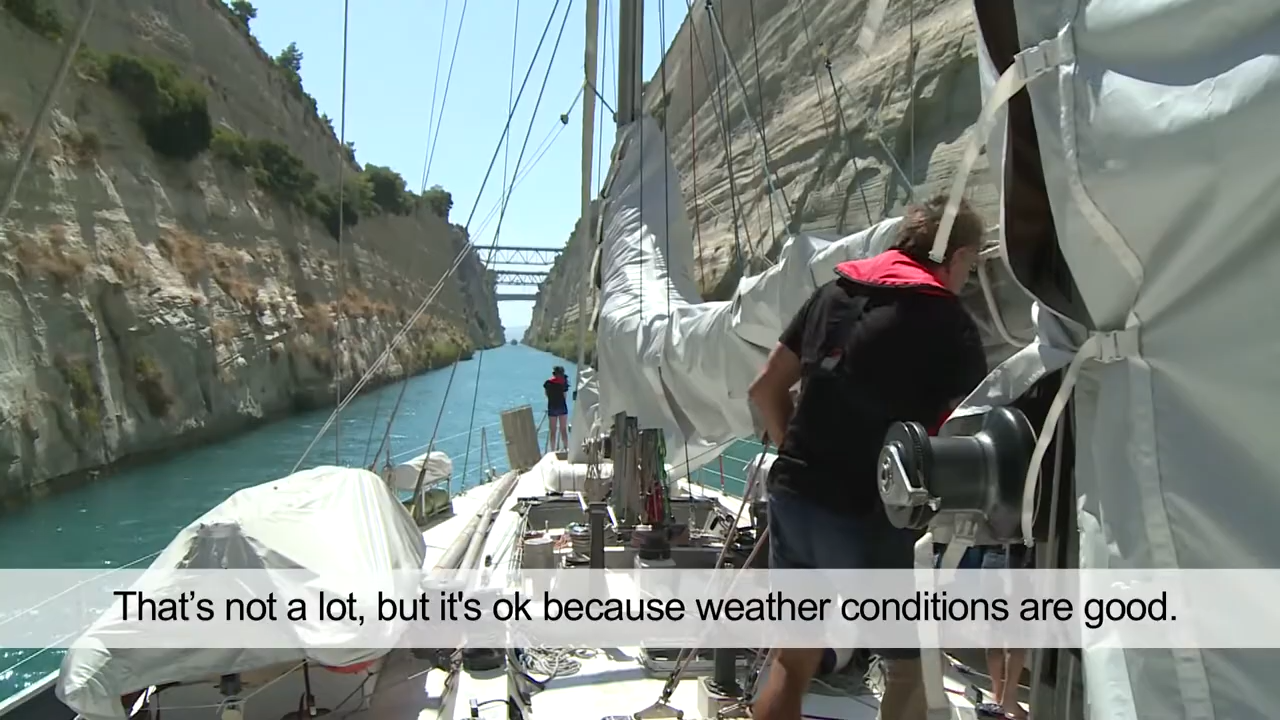 That’s not a lot, but it's ok because weather conditions are good.